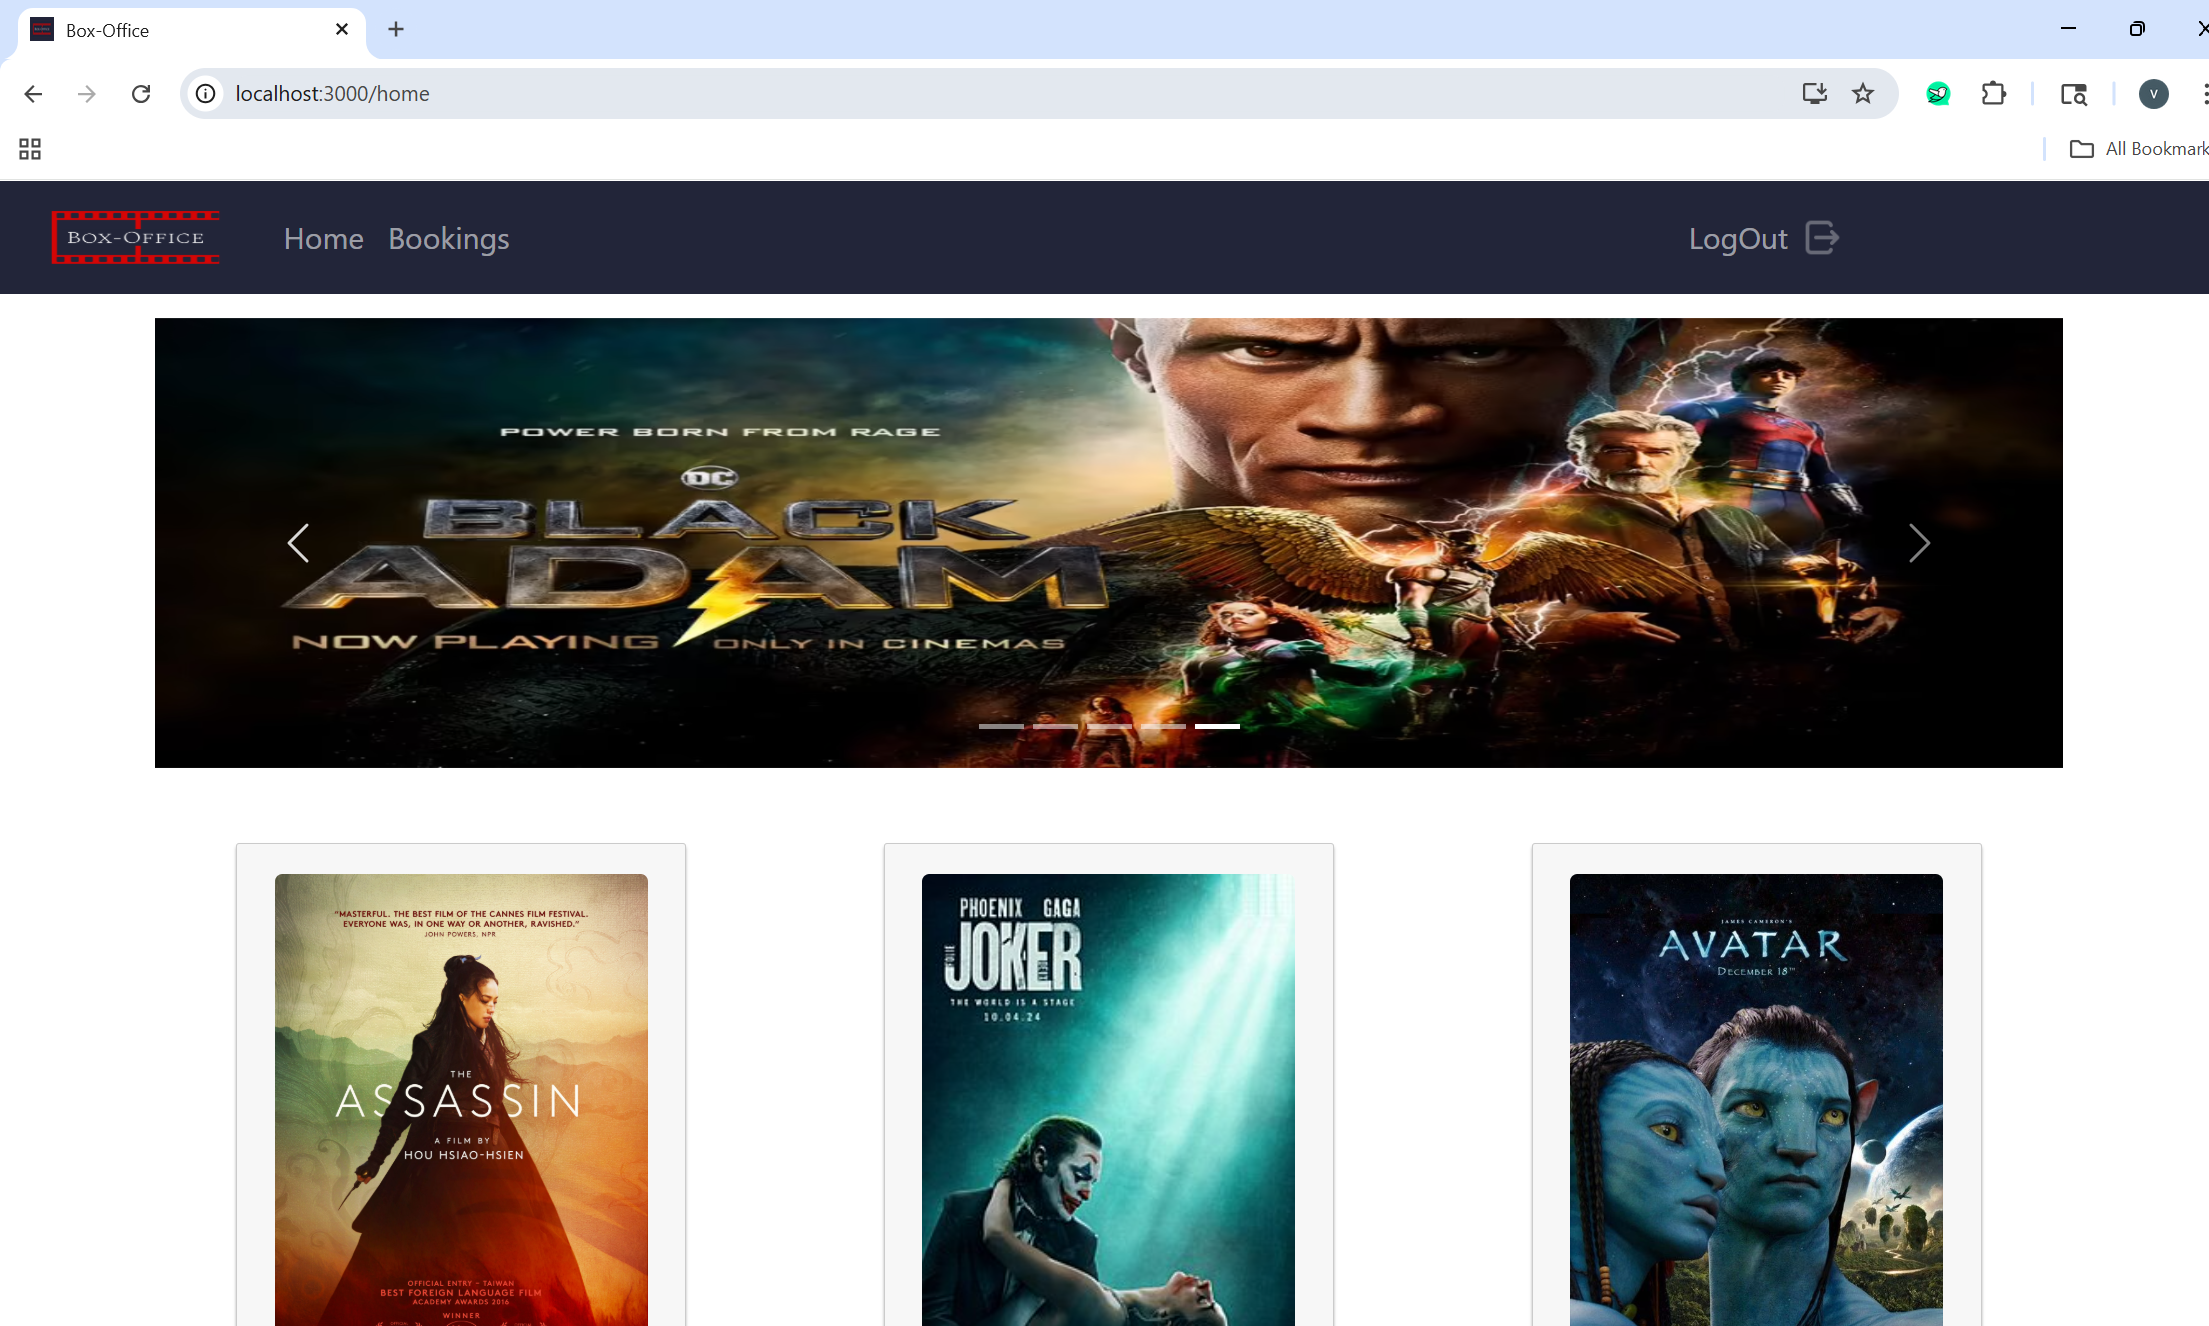 Box-Office
localhost:3000/home
V
All Bookmark
BOX-OFFICE
Home
Bookings
LogOut
POWER BORN FROM RAGE
DC
BLACK
ADAM
NOW PLAYING ONLY IN CINEMAS
"MASTERFUL. THE BEST FILM OF THE CANNES FILM FESTIVAL.
EVERYONE WAS, IN ONE WAY OR ANOTHER, RAVISHED."
JOHN POWERS, NPR
THE
ASSASSIN
A FILM BY
HOU HSIAO-HSIEN
OFFICIAL ENTRY - TAIWAN
BEST FOREIGN LANGUAGE FILM
ACADEMY AWARDS 2016
WINNER
PHOENIX GAGA
FOLIE
JOKER
THE WORLD IS A STAGE
10.04.24
JAMES CAMERON'S
AVATAR
DECEMBER 18TH